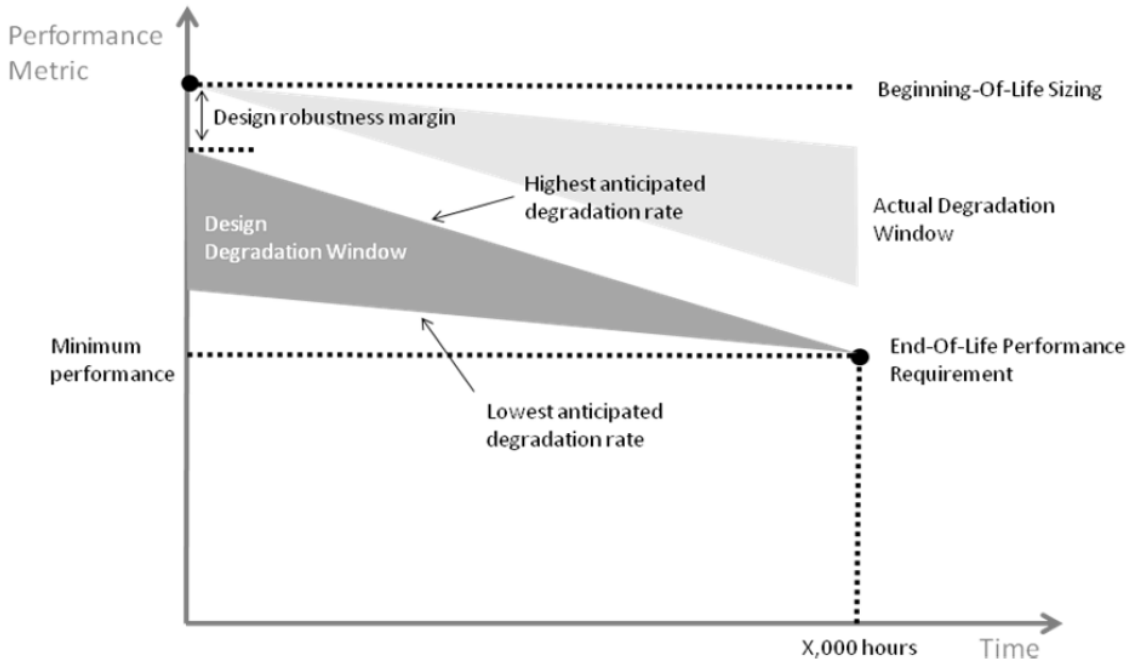 Performance
Metric
Beginning-Of-Life Sizing
Design robustness margin
Highest anticipated
degradation rate
Actual Degradation
Window
Design
Degradation Window
Minimum
performance
End-Of-Life Performance
Requirement
Lowest anticipated
degradation rate
X,000 hours
Time